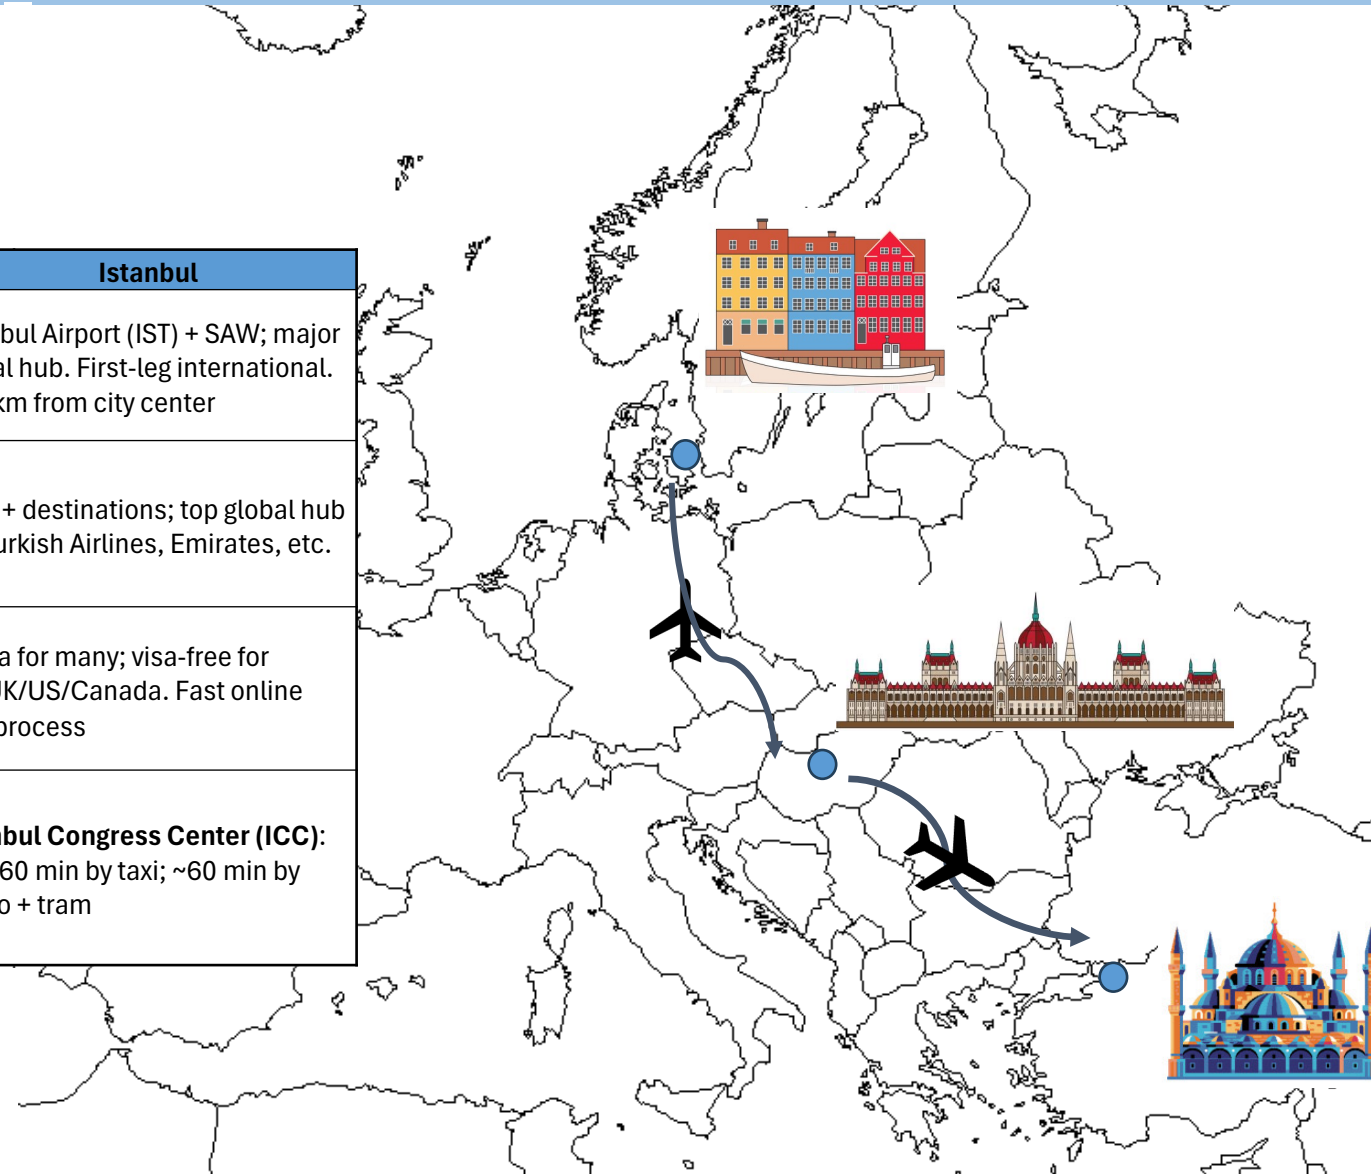 Istanbul
bul Airport (IST) + SAW; major
al hub. First-leg international.
km from city center
+ destinations; top global hub
urkish Airlines, Emirates, etc.
a for many; visa-free for
UK/US/Canada. Fast online
process
nbul Congress Center (ICC):
60 min by taxi; ~60 min by
o + tram